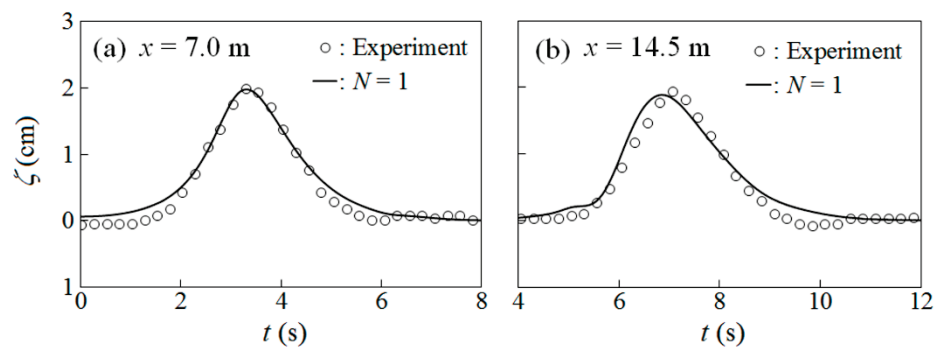 3
2
1
0
1
ζ (cm)
(a) x = 7.0 m
○ : Experiment
—: N = 1
0 2 4 6 8
t (s)
(b) x = 14.5 m
○ : Experiment
—: N = 1
4 6 8 10 12
t (s)